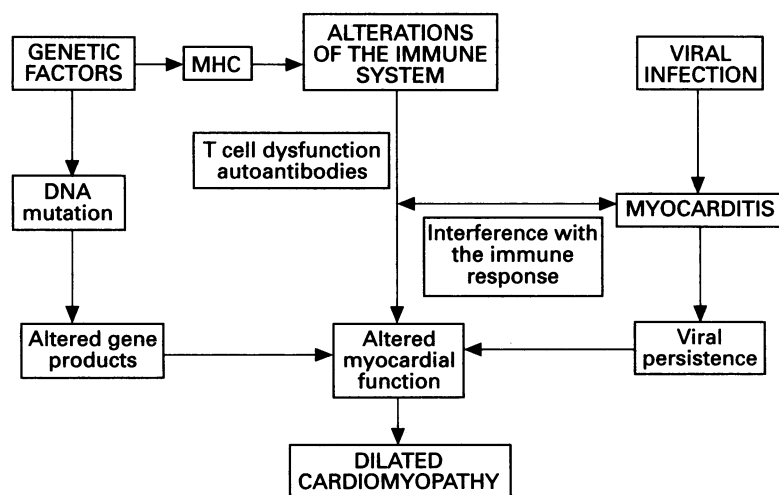 GENETIC
FACTORS
MHC
ALTERATIONS
OF THE IMMUNE
SYSTEM
VIRAL
INFECTION
T cell dysfunction
autoantibodies
DNA
mutation
MYOCARDITIS
Interference with
the immune
response
Altered gene
products
Altered
myocardial
function
Viral
persistence
DILATED
CARDIOMYOPATHY